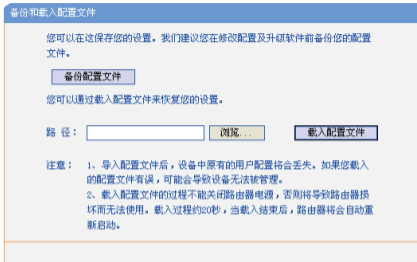 备份和载入配置文件
您可以在这保存您的设置。我们建议您在修改配置及升级软件前备份您的配置
文件。
备份配置文件
您可以通过载入配置文件来恢复您的设置。
路 径： 浏览... 载入配置文件
注意： 1、导入配置文件后，设备中原有的用户配置将会丢失。如果您载入
的配置文件有误，可能会导致设备无法被管理。
2、载入配置文件的过程不能关闭路由器电源，否则将导致路由器损
坏而无法使用。载入过程约20秒，当载入结束后，路由器将会自动重
新启动。